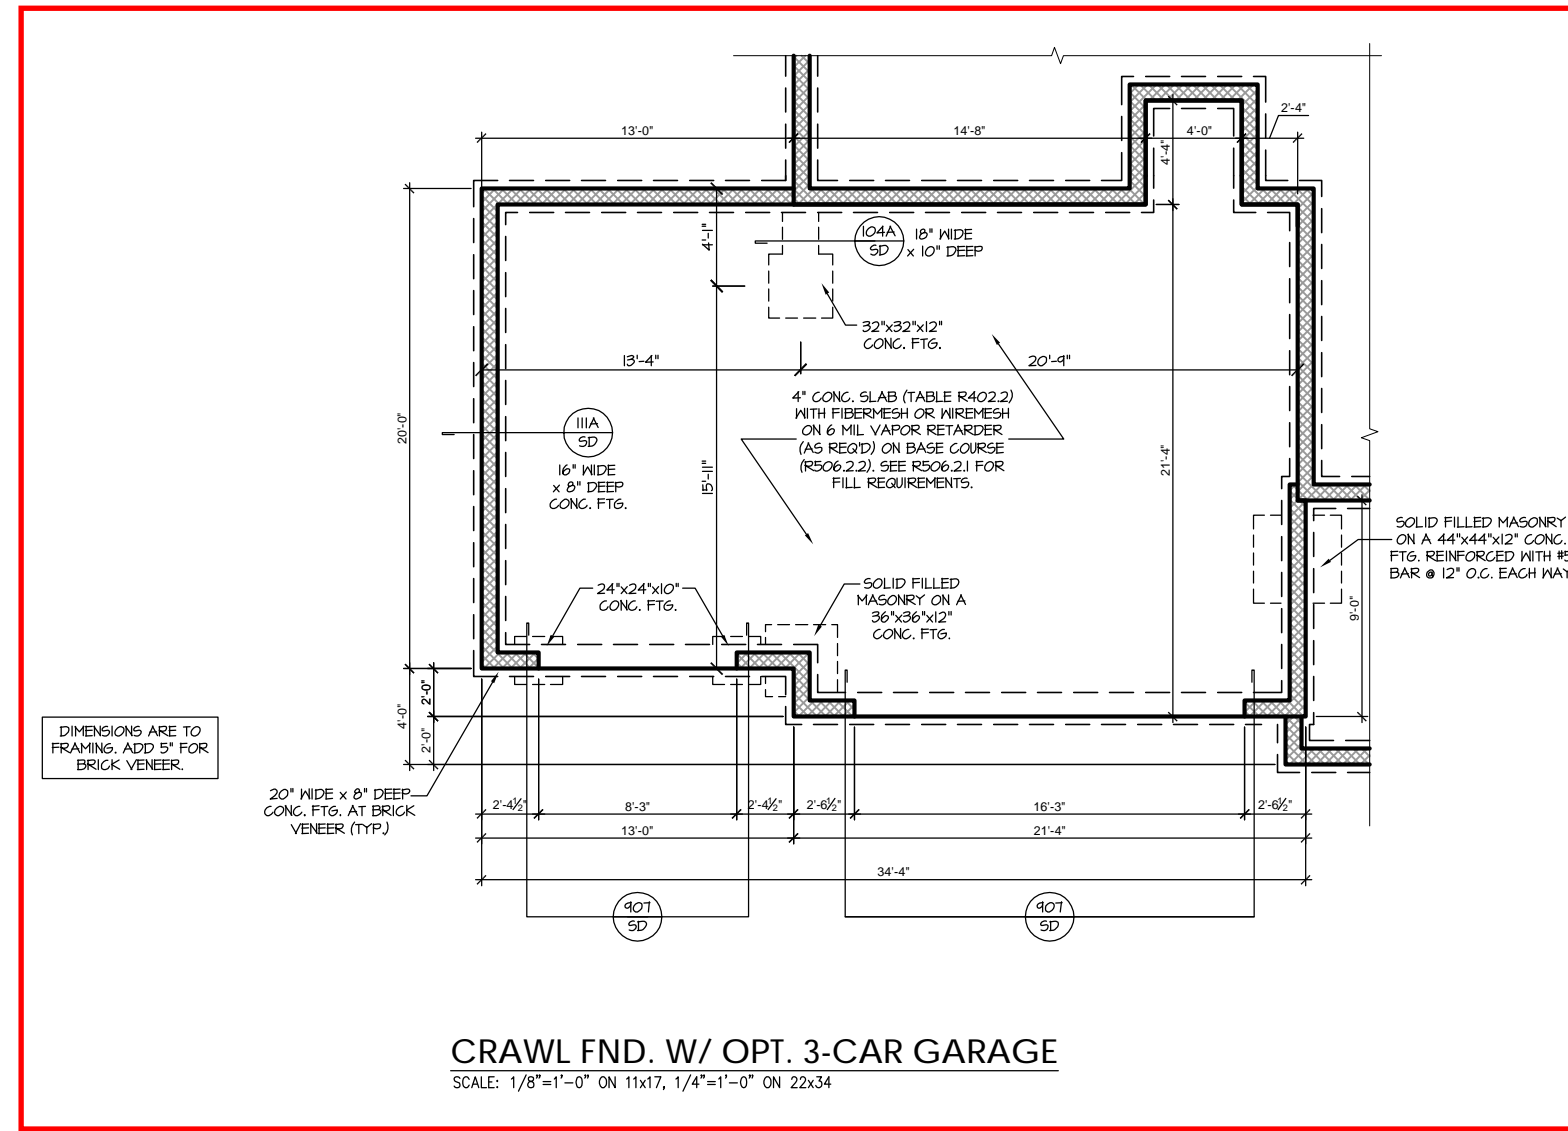 13'-0"
14'-8"
4'-0"
2'-4"
4'-4"
4'-1"
104A
SD
18" WIDE
x 10" DEEP
32"x32"x12"
CONC. FTG.
13'-4"
20'-9"
4" CONC. SLAB (TABLE R402.2)
WITH FIBERMESH OR WIREMESH
ON 6 MIL VAPOR RETARDER
(AS REQ'D) ON BASE COURSE
(R506.2.2). SEE R506.2.1 FOR
FILL REQUIREMENTS.
20'-0"
111A
SD
16" WIDE
x 8" DEEP
CONC. FTG.
15'-11"
21'-4"
SOLID FILLED MASONRY
ON A 44"x44"x12" CONC.
FTG. REINFORCED WITH #5
BAR @ 12" O.C. EACH WAY
9'-0"
24"x24"x10"
CONC. FTG.
SOLID FILLED
MASONRY ON A
36"x36"x12"
CONC. FTG.
4'-0"
2'-0"
2'-0"
DIMENSIONS ARE TO
FRAMING. ADD 5" FOR
BRICK VENEER.
20" WIDE x 8" DEEP
CONC. FTG. AT BRICK
VENEER (TYP.)
2'-4½"
8'-3"
2'-4½"
2'-6½"
16'-3"
2'-6½"
13'-0"
21'-4"
34'-4"
907
SD
907
SD
CRAWL FND. W/ OPT. 3-CAR GARAGE
SCALE: 1/8"=1'-0" ON 11x17, 1/4"=1'-0" ON 22x34